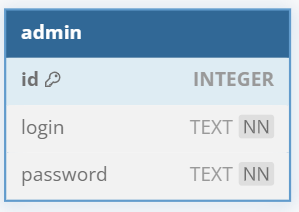 admin
id INTEGER
login TEXT NN
password TEXT NN